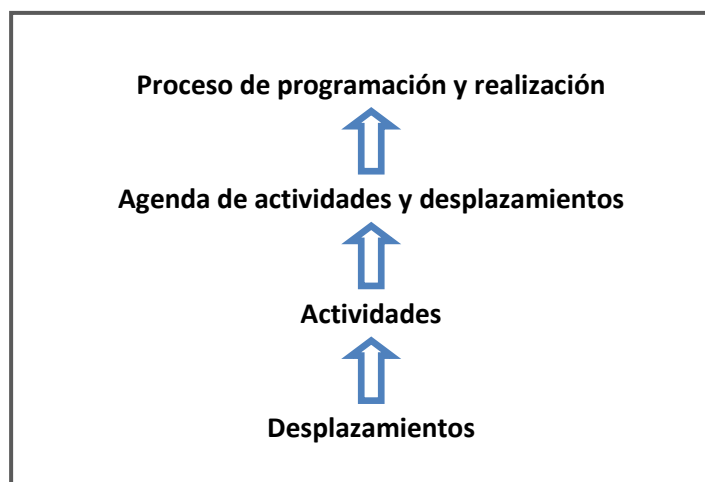 Proceso de programación y realización
Agenda de actividades y desplazamientos
Actividades
Desplazamientos